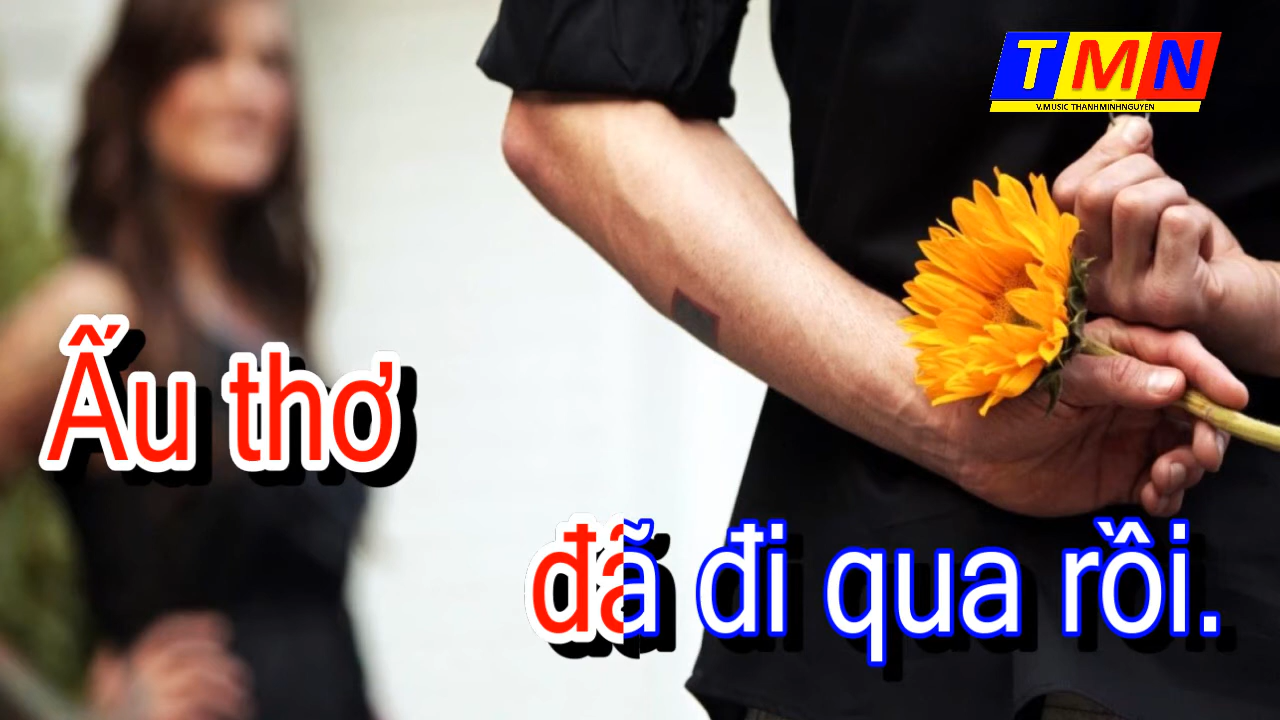 TMN
V.MUSIC THANHMINHNGUYEN
Ấu thơ
đã đi qua rồi.